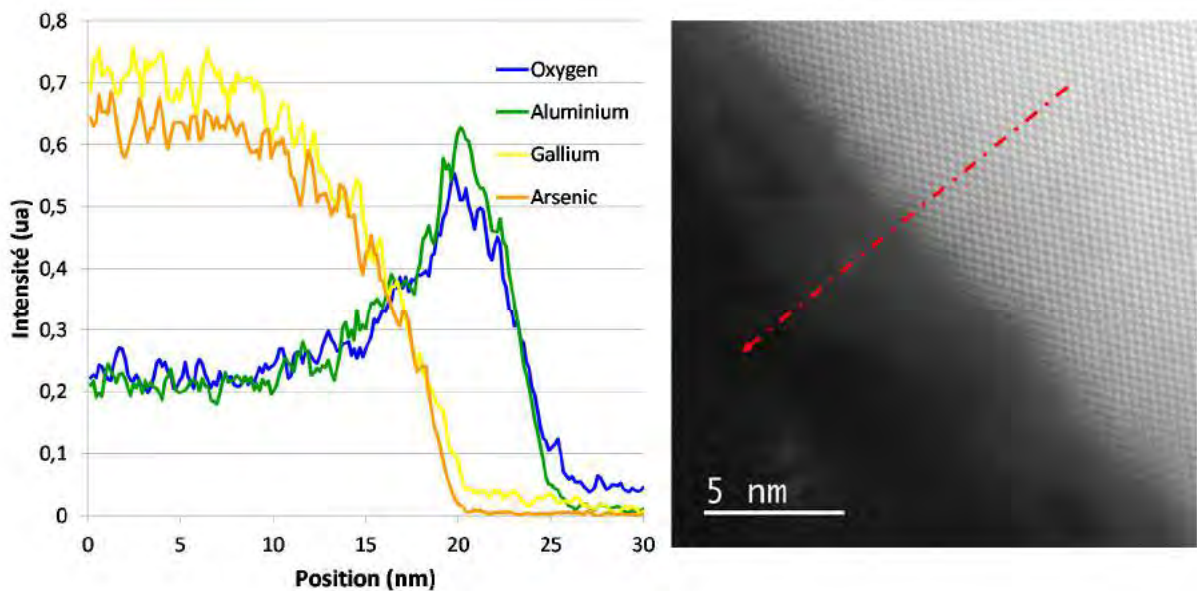 0,8
0,7
0,6
0,5
0,4
0,3
0,2
0,1
0
Intensité (ua)
0 5 10 15 20 25 30
Position (nm)
Oxygen
Aluminium
Gallium
Arsenic
5 nm